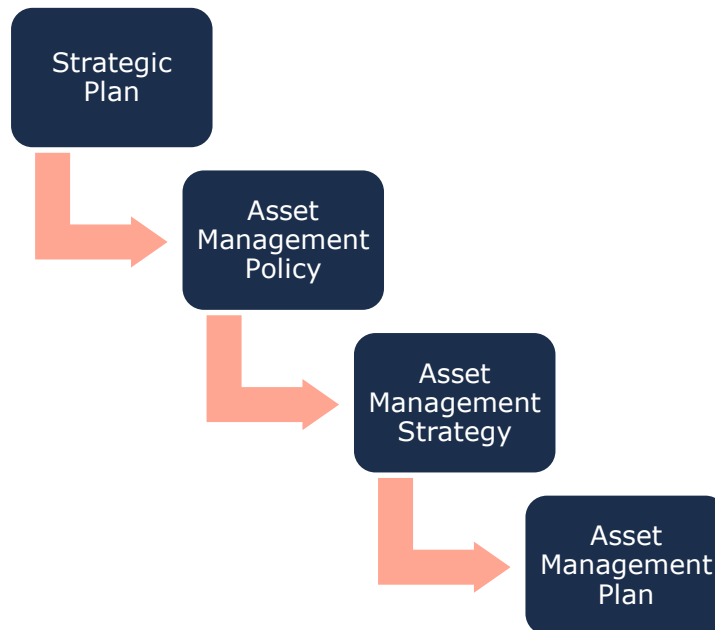 Strategic
Plan
Asset
Management
Policy
Asset
Management
Strategy
Asset
Management
Plan